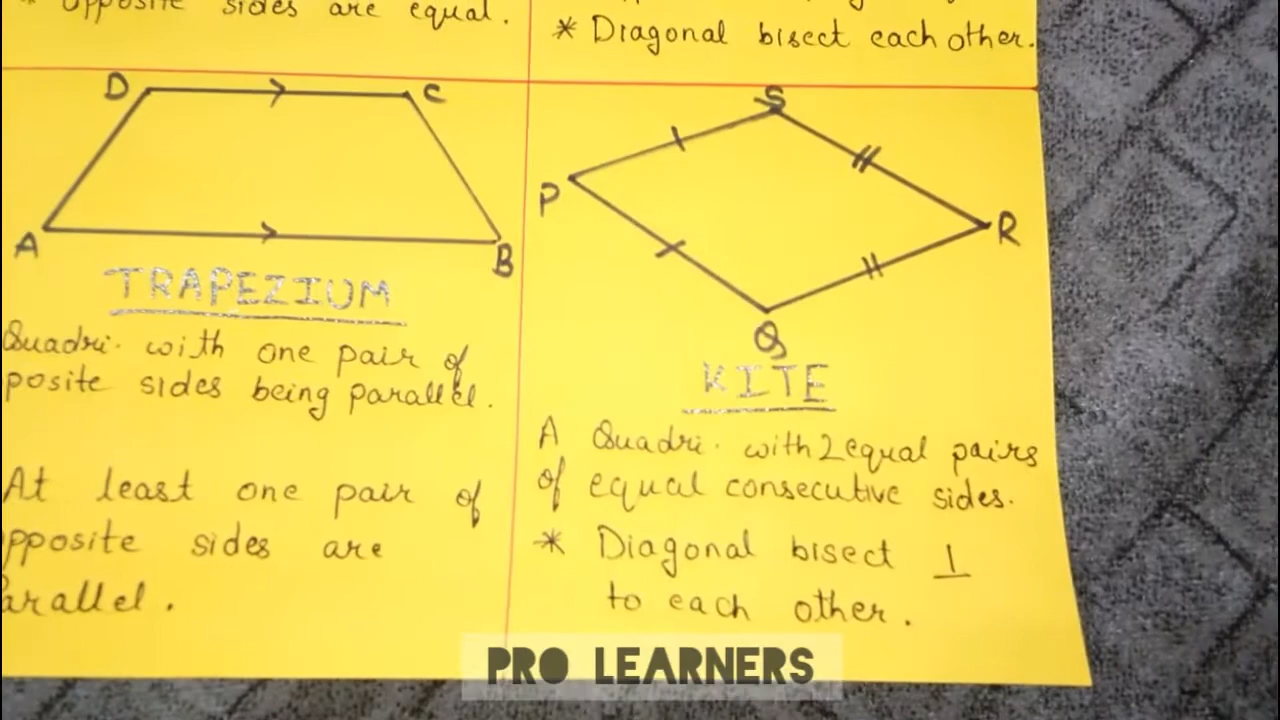 * Opposite sides are equal.
* Diagonal bisect each other.
D
C
A
B
TRAPEZIUM
Quadri. with one pair of
posite sides being parallel.
At least one pair of
pposite sides are
arallel.
S
P
R
Q
KITE
A Quadri. with 2 equal pairs
of equal consecutive sides.
* Diagonal bisect ⊥
to each other.
PRO LEARNERS